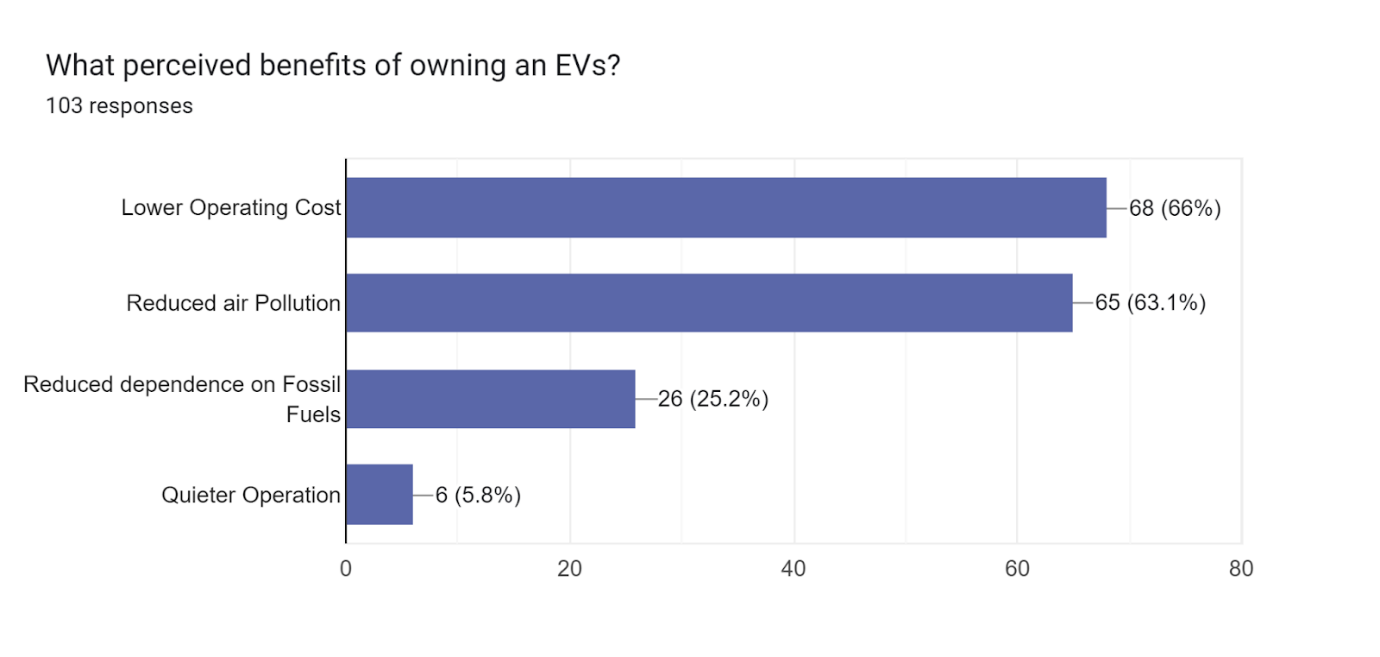 What perceived benefits of owning an EVs?
103 responses
Lower Operating Cost
68 (66%)
Reduced air Pollution
65 (63.1%)
Reduced dependence on Fossil
Fuels
26 (25.2%)
Quieter Operation
6 (5.8%)
0
20
40
60
80